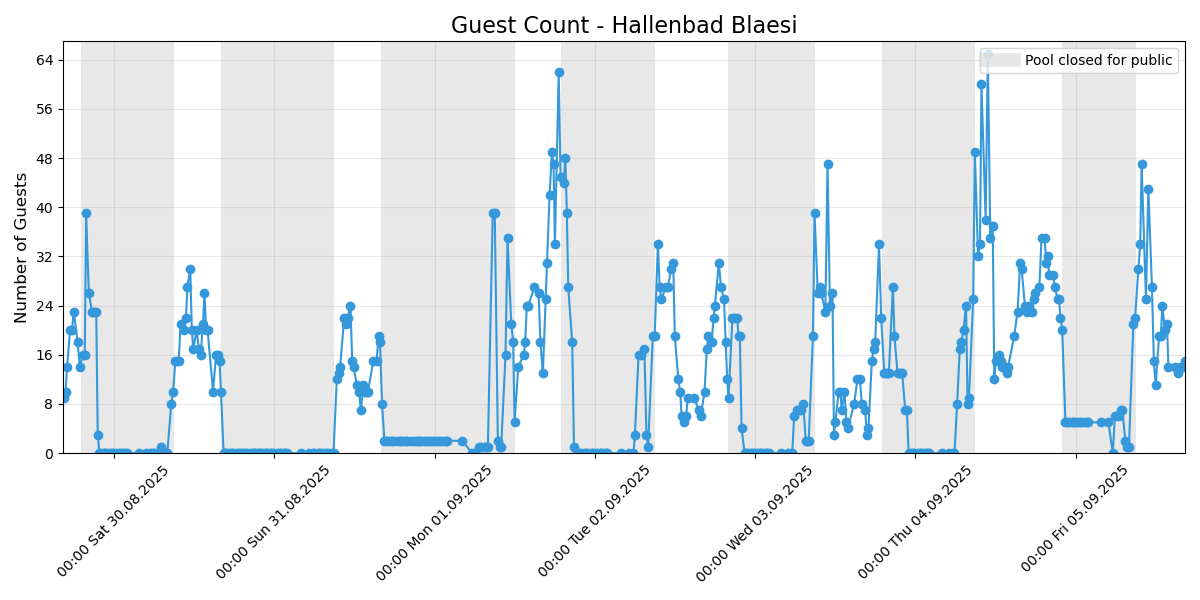 Guest Count - Hallenbad Blaesi
Pool closed for public
Number of Guests
64
56
48
40
32
24
16
8
0
00:00 Sat 30.08.2025
00:00 Sun 31.08.2025
00:00 Mon 01.09.2025
00:00 Tue 02.09.2025
00:00 Wed 03.09.2025
00:00 Thu 04.09.2025
00:00 Fri 05.09.2025